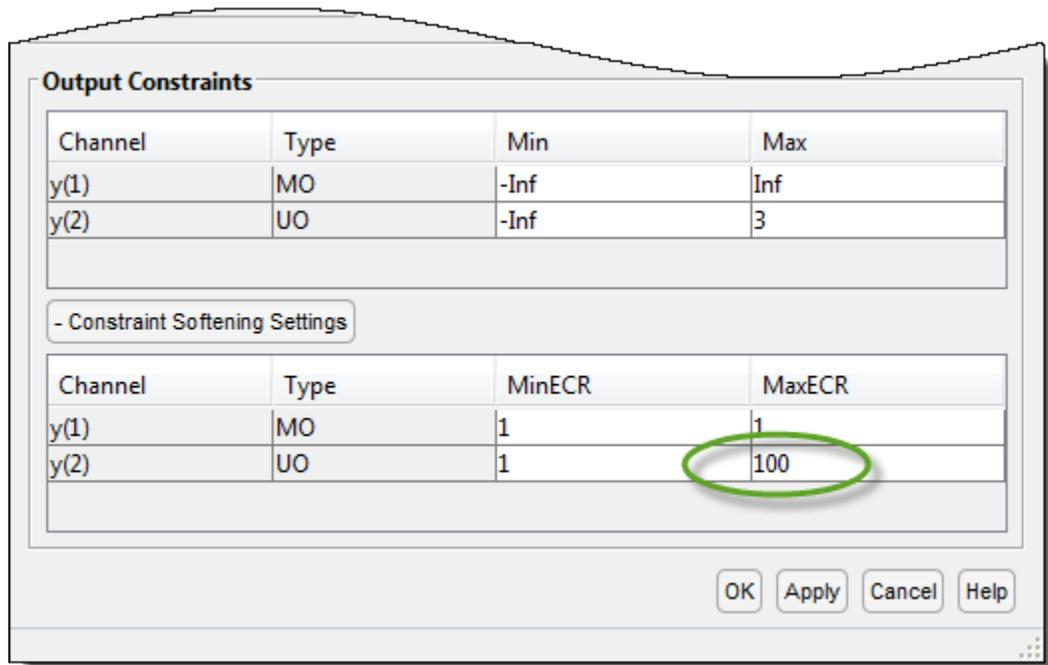 Output Constraints
Channel Type Min Max
y(1) MO -Inf Inf
y(2) UO -Inf 3
- Constraint Softening Settings
Channel Type MinECR MaxECR
y(1) MO 1 1
y(2) UO 1 100
OK Apply Cancel Help